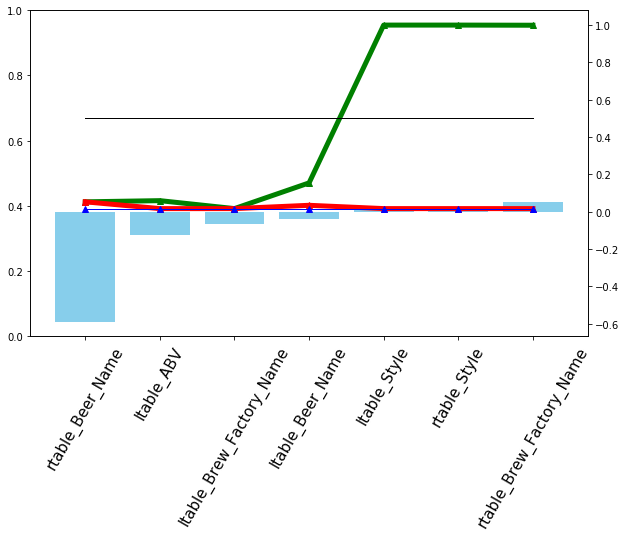 1.0
0.8
0.6
0.4
0.2
0.0
1.0
0.8
0.6
0.4
0.2
0.0
−0.2
−0.4
−0.6
rtable_Beer_Name
ltable_ABV
ltable_Brew_Factory_Name
ltable_Beer_Name
ltable_Style
rtable_Style
rtable_Brew_Factory_Name